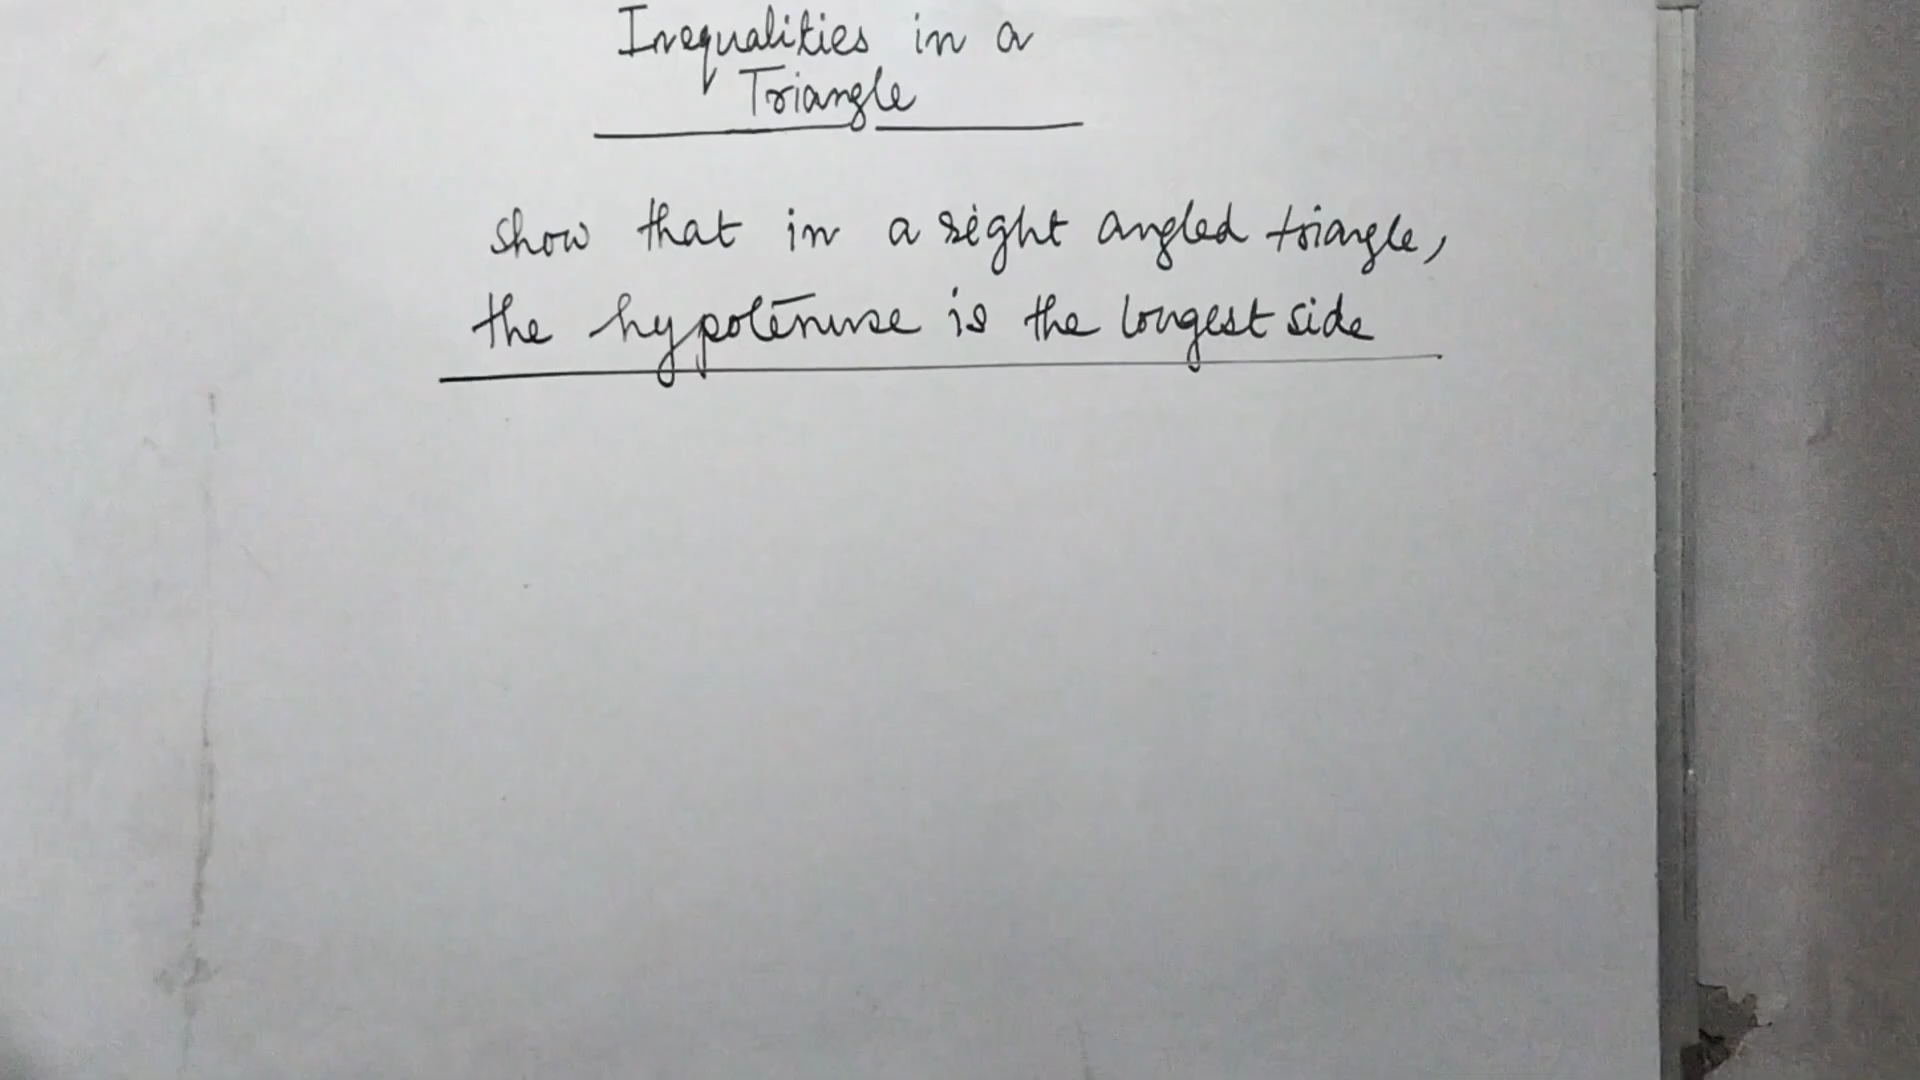 Inequalities in a
Triangle
Show that in a right angled triangle,
the hypotenuse is the longest side